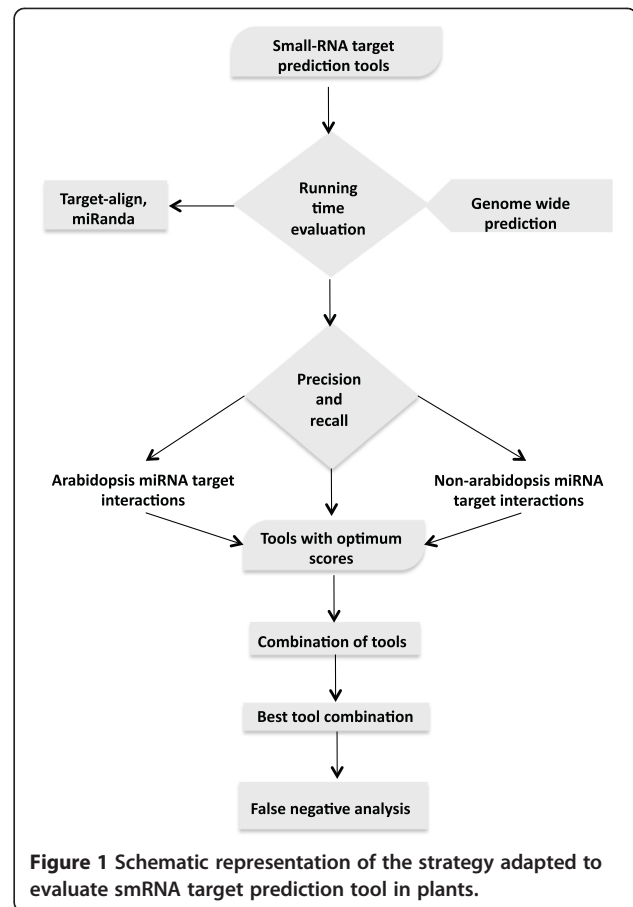 Small-RNA target
prediction tools
Running
time
evaluation
Target-align,
miRanda
Genome wide
prediction
Precision
and
recall
Arabidopsis miRNA target
interactions
Non-arabidopsis miRNA
target interactions
Tools with optimum
scores
Combination of tools
Best tool combination
False negative analysis
Figure 1 Schematic representation of the strategy adapted to
evaluate smRNA target prediction tool in plants.